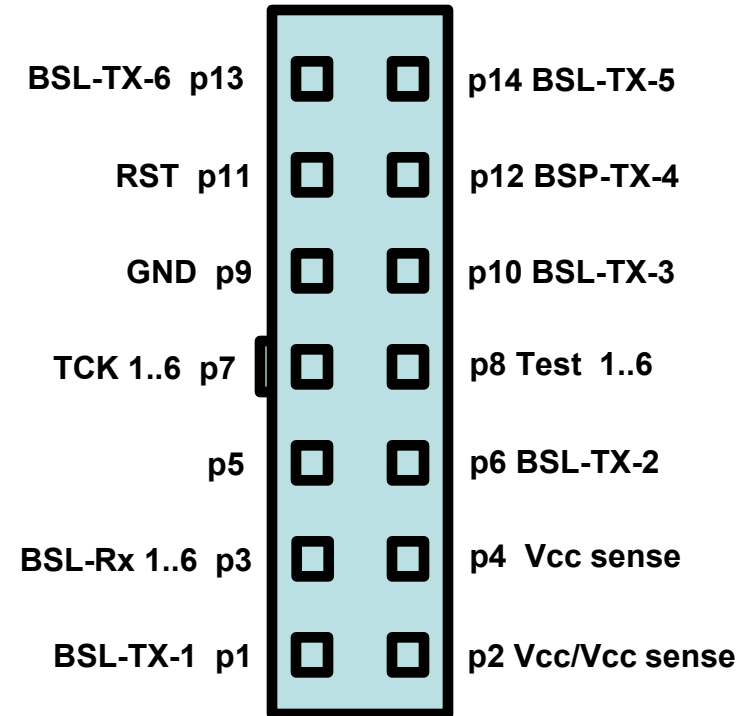 BSL-TX-6 p13 p14 BSL-TX-5
RST p11 p12 BSP-TX-4
GND p9 p10 BSL-TX-3
TCK 1..6 p7 p8 Test 1..6
p5 p6 BSL-TX-2
BSL-Rx 1..6 p3 p4 Vcc sense
BSL-TX-1 p1 p2 Vcc/Vcc sense